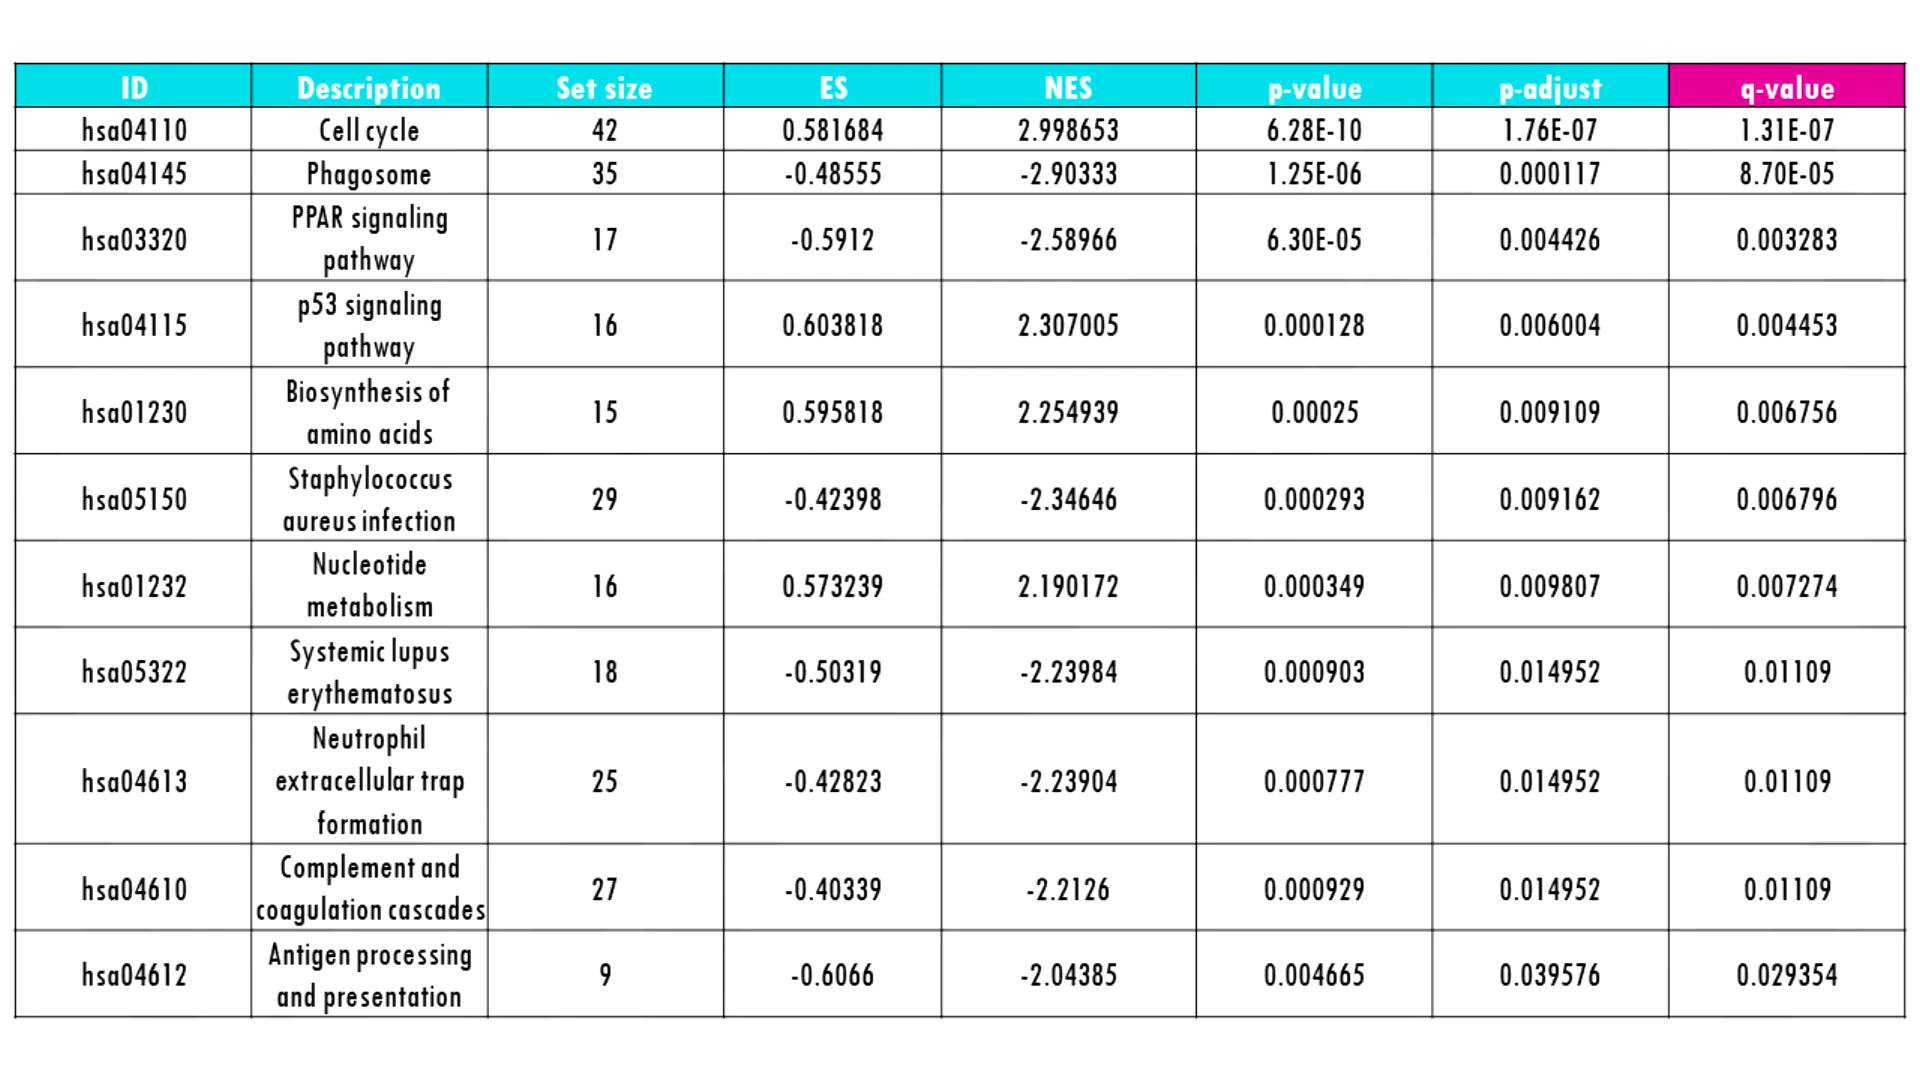 ID Description Set size ES NES p-value p-adjust q-value
hsa04110 Cell cycle 42 0.581684 2.998653 6.28E-10 1.76E-07 1.31E-07
hsa04145 Phagosome 35 -0.48555 -2.90333 1.25E-06 0.000117 8.70E-05
PPAR signaling
hsa03320 17 -0.5912 -2.58966 6.30E-05 0.004426 0.003283
pathway
p53 signaling
hsa04115 16 0.603818 2.307005 0.000128 0.006004 0.004453
pathway
Biosynthesis of
hsa01230 15 0.595818 2.254939 0.00025 0.009109 0.006756
amino acids
Staphylococcus
hsa05150 29 -0.42398 -2.34646 0.000293 0.009162 0.006796
aureus infection
Nucleotide
hsa01232 16 0.573239 2.190172 0.000349 0.009807 0.007274
metabolism
Systemic lupus
hsa05322 18 -0.50319 -2.23984 0.000903 0.014952 0.01109
erythematosus
Neutrophil
hsa04613 extracellular trap 25 -0.42823 -2.23904 0.000777 0.014952 0.01109
formation
Complement and
hsa04610 27 -0.40339 -2.2126 0.000929 0.014952 0.01109
coagulation cascades
Antigen processing
hsa04612 9 -0.6066 -2.04385 0.004665 0.039576 0.029354
and presentation